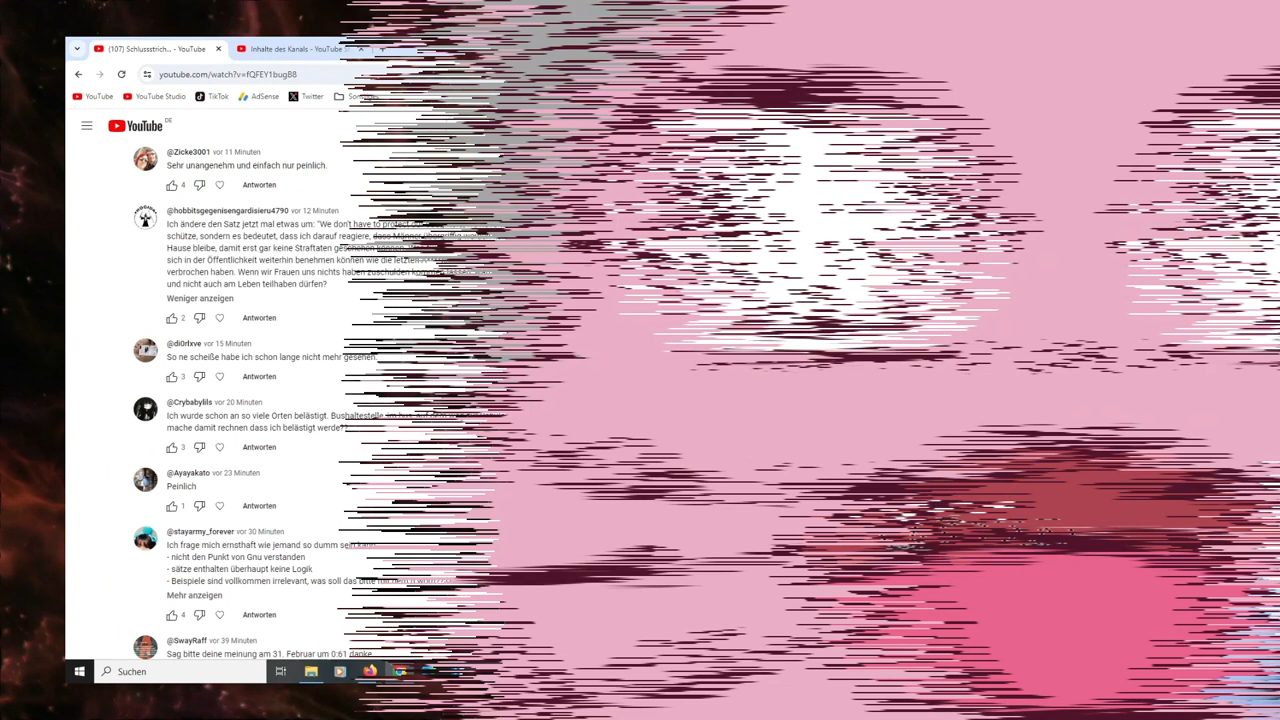 (107) Schlussstrich... - YouTube
Inhalte des Kanals - YouTube
youtube.com/watch?v=fQFEY1bugB8
YouTube
YouTube Studio
TikTok
AdSense
Twitter
YouTube DE
@Zicke3001 vor 11 Minuten
Sehr unangenehm und einfach nur peinlich.
4 Antworten
@hobbitsgegenisengardisieru4790 vor 12 Minuten
Ich ändere den Satz jetzt mal etwas um: "We don't have to
schütze, sondern es bedeutet, dass ich darauf reagiere, dass Männer
Hause bleibe, damit erst gar keine Straftaten geschehen
sich in der Öffentlichkeit weiterhin benehmen können wie die letzten
verbrochen haben. Wenn wir Frauen uns nichts haben zuschulden
und nicht auch am Leben teilhaben dürfen?
Weniger anzeigen
2 Antworten
@di0rlxve vor 15 Minuten
So ne scheiße habe ich schon lange nicht mehr gesehen.
3 Antworten
@Crybabylils vor 20 Minuten
Ich wurde schon an so viele Orten belästigt. Bushaltestelle, im bus, auf
mache damit rechnen dass ich belästigt werde??
3 Antworten
@Ayayakato vor 23 Minuten
Peinlich
1 Antworten
@stayarmy_forever vor 30 Minuten
Ich frage mich ernsthaft wie jemand so dumm sein kann
- nicht den Punkt von Gnu verstanden
- sätze enthalten überhaupt keine Logik
- Beispiele sind vollkommen irrelevant, was soll das bitte mit dem
Mehr anzeigen
4 Antworten
@SwayRaff vor 39 Minuten
Sag bitte deine meinung am 31. Februar um 0:61 danke
Suchen